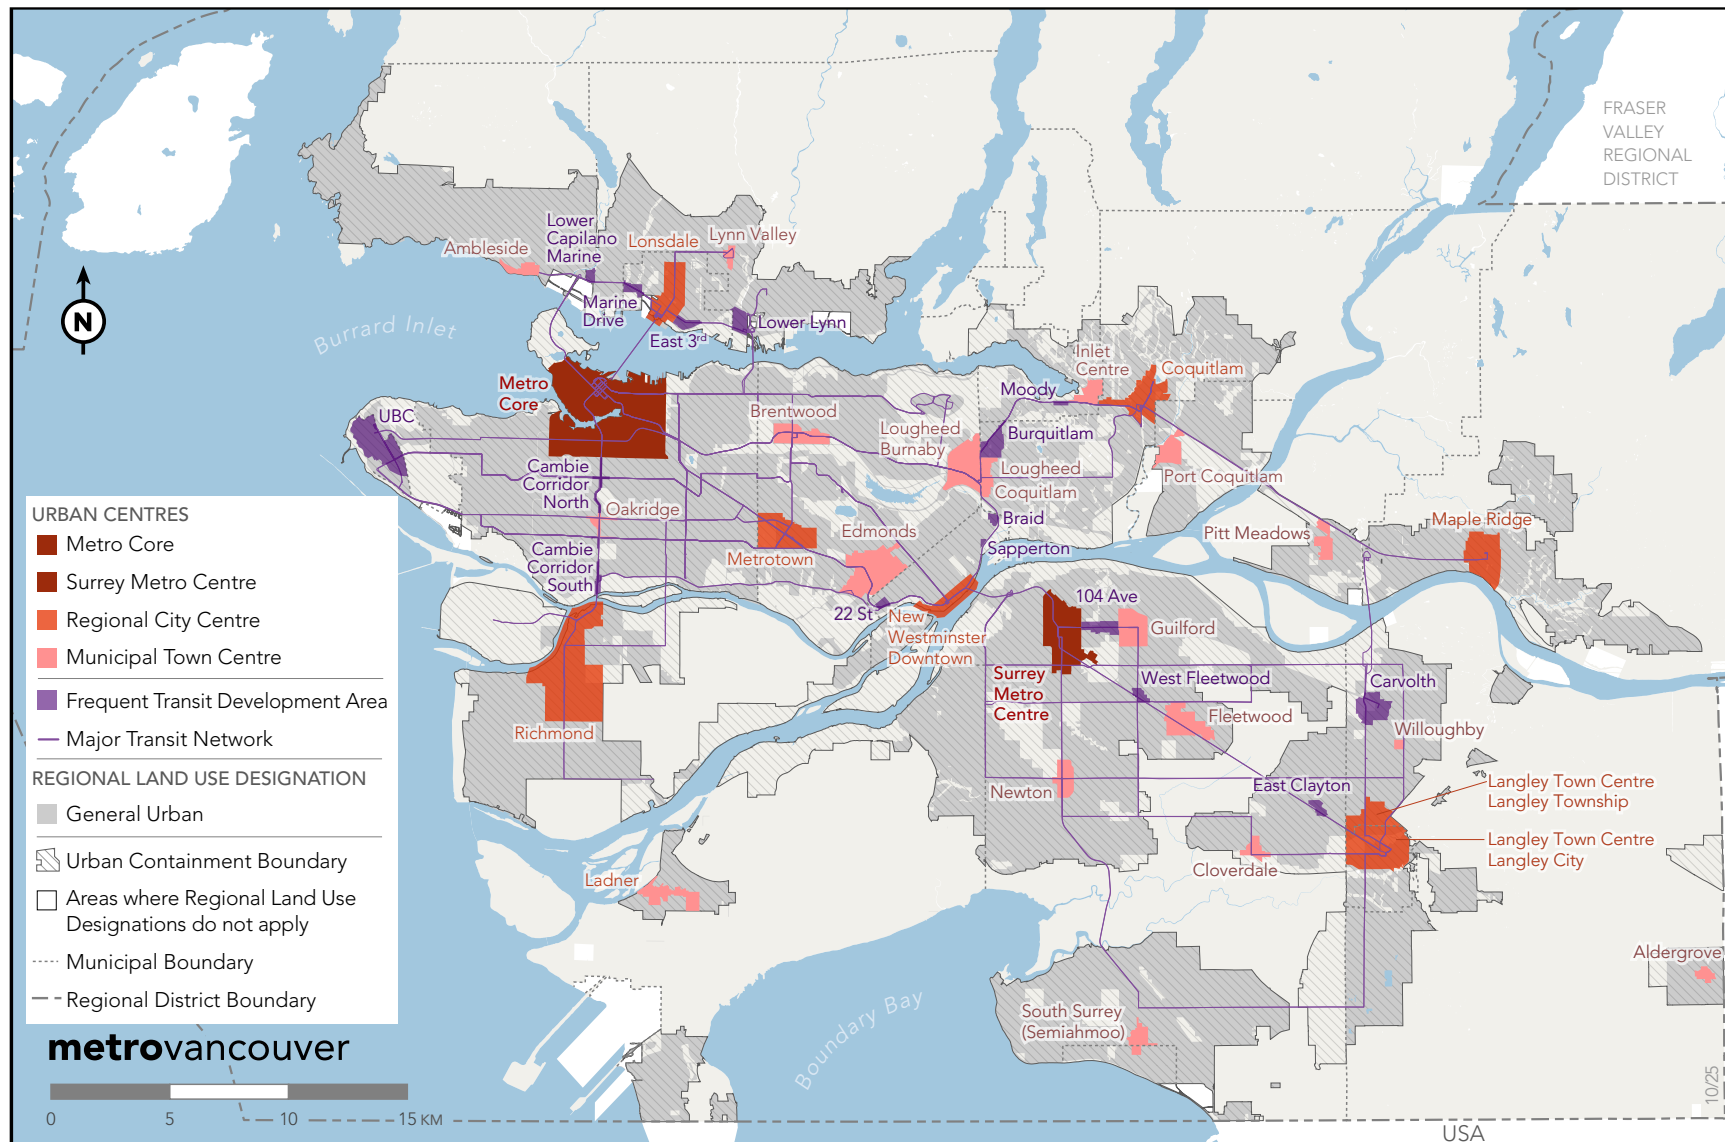 FRASER
VALLEY
REGIONAL
DISTRICT
Lower
Capilano
Marine
Ambleside
Lonsdale
Lynn Valley
N
Marine
Drive
Lower Lynn
East 3rd
Burrard Inlet
Inlet
Centre
Coquitlam
Metro
Core
Moody
UBC
Brentwood
Lougheed
Burnaby
Burquitlam
Cambie
Corridor
North
Lougheed
Coquitlam
Port Coquitlam
Oakridge
Braid
Edmonds
Pitt Meadows
Maple Ridge
Sapperton
Cambie
Corridor
South
Metrotown
22 St
New
Westminster
Downtown
104 Ave
Guilford
Surrey
Metro
Centre
West Fleetwood
Carvolth
Richmond
Fleetwood
Willoughby
Newton
East Clayton
Langley Town Centre
Langley Township
Langley Town Centre
Langley City
Cloverdale
Ladner
Aldergrove
South Surrey
(Semiahmoo)
Boundary Bay
URBAN CENTRES
Metro Core
Surrey Metro Centre
Regional City Centre
Municipal Town Centre
Frequent Transit Development Area
Major Transit Network
REGIONAL LAND USE DESIGNATION
General Urban
Urban Containment Boundary
Areas where Regional Land Use
Designations do not apply
Municipal Boundary
Regional District Boundary
metrovancouver
0 5 10 15 KM
USA
10/25